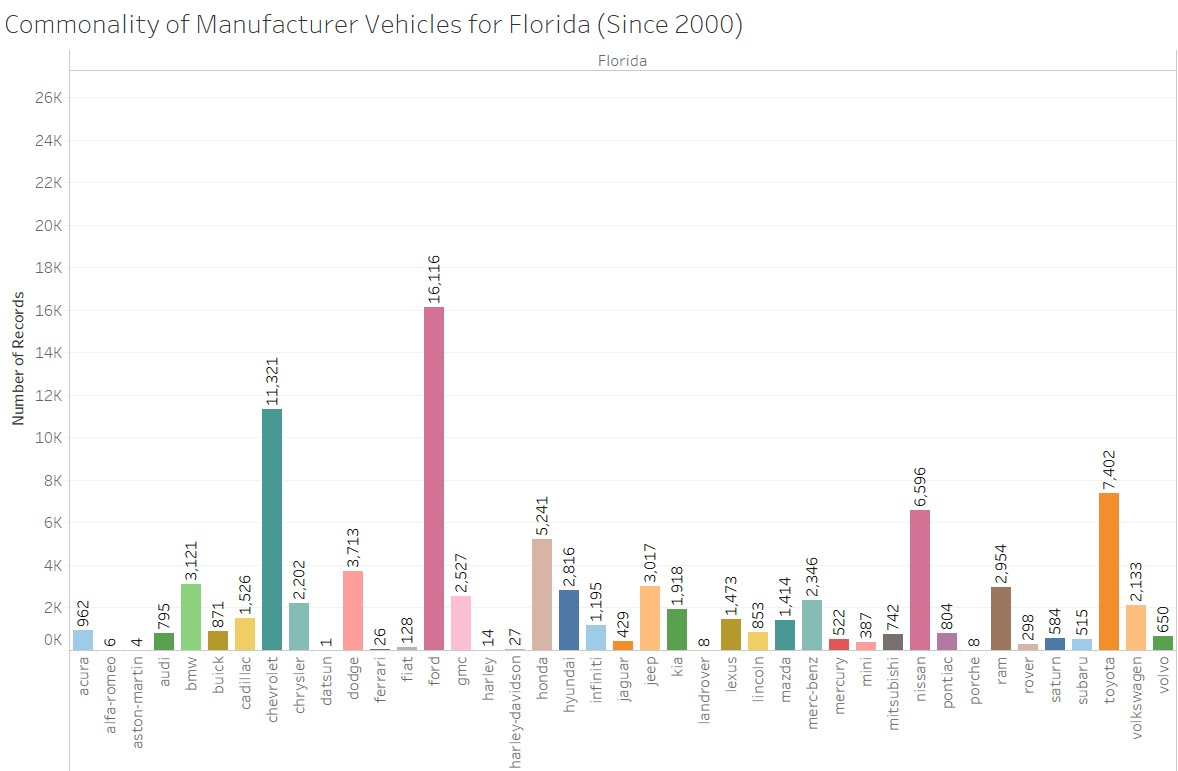 Commonality of Manufacturer Vehicles for Florida (Since 2000)
Florida
Number of Records
26K
24K
22K
20K
18K
16K
14K
12K
10K
8K
6K
4K
2K
0K
962
6
4
795
3,121
871
1,526
11,321
2,202
1
3,713
26
128
16,116
2,527
14
27
5,241
2,816
1,195
429
3,017
1,918
8
1,473
853
1,414
2,346
522
387
742
6,596
804
8
2,954
298
584
515
7,402
2,133
650
acura
alfa-romeo
aston-martin
audi
bmw
buick
cadillac
chevrolet
chrysler
datsun
dodge
ferrari
fiat
ford
gmc
harley
harley-davidson
honda
hyundai
infiniti
jaguar
jeep
kia
landrover
lexus
lincoln
mazda
merc-benz
mercury
mini
mitsubishi
nissan
pontiac
porche
ram
rover
saturn
subaru
toyota
volkswagen
volvo